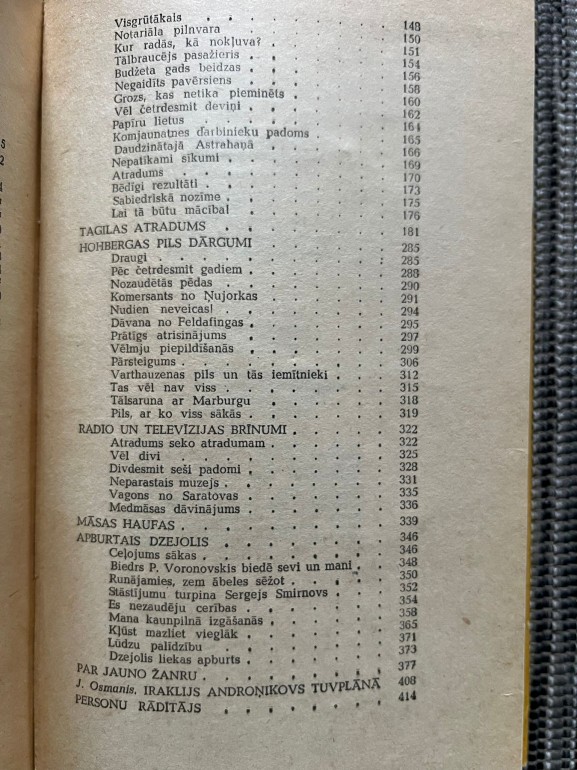 Visgrūtākais . . . . . . . 148
Notariāla pilnvara . . . . . . 150
Kur radās, kā nokļuva? . . . . . 151
Tālbraucējs pasažieris . . . . . 154
Budžeta gads beidzas . . . . . 156
Negaidīts pavērsiens . . . . . 158
Grozs, kas netika pieminēts . . . . 160
Vēl četrdesmit deviņi . . . . . 162
Papīru lietus . . . . . . 164
Komjaunatnes darbinieku padoms . . . 165
Daudzinātajā Astrahaņā . . . . . 166
Nepatikami sīkumi . . . . . . 169
Atradums . . . . . . . 170
Bēdīgi rezultāti . . . . . . 173
Sabiedriskā nozīme . . . . . . 175
Lai tā būtu mācība! . . . . . 176
TAGILAS ATRADUMS . . . . . . 181
HOHBERGAS PILS DĀRGUMI . . . . . 285
Draugi . . . . . . . . 285
Pēc četrdesmit gadiem . . . . . 288
Nozaudētās pēdas . . . . . . 290
Komersants no Ņujorkas . . . . . 291
Nudien neveicas! . . . . . . 294
Dāvana no Feldafingas . . . . . 295
Prātīgs atrisinājums . . . . . 297
Vēlmju piepildīšanās . . . . . 299
Pārsteigums . . . . . . . 306
Varthauzenas pils un tās iemītnieki . . . 312
Tas vēl nav viss . . . . . . 315
Tālsaruna ar Marburgu . . . . . 318
Pils, ar ko viss sākās . . . . . 319
RADIO UN TELEVĪZIJAS BRĪNUMI . . . . 322
Atradums seko atradumam . . . . . 322
Vēl divi . . . . . . . 325
Divdesmit seši padomi . . . . . 328
Neparastais muzejs . . . . . . 331
Vagons no Saratovas . . . . . 335
Medmāsas dāvinājums . . . . . 336
MĀSAS HAUFAS . . . . . . . 339
APBURTAIS DZEJOLIS . . . . . . 346
Ceļojums sākas . . . . . . 346
Biedrs P. Voronovskis biedē sevi un mani . . 348
Runājamies, zem ābeles sēžot . . . . 350
Stāstījumu turpina Sergejs Smirnovs . . . 352
Es nezaudēju cerības . . . . . 354
Mana kaunpilnā izgāšanās . . . . . 358
Kļūst mazliet vieglāk . . . . . 365
Lūdzu palīdzību . . . . . . 371
Dzejolis liekas apburts . . . . . 373
PAR JAUNO ŽANRU . . . . . . 377
J. Osmanis. IRAKLIJS ANDROŅIKOVS TUVPLĀNĀ 408
PERSONU RĀDĪTĀJS . . . . . . 414